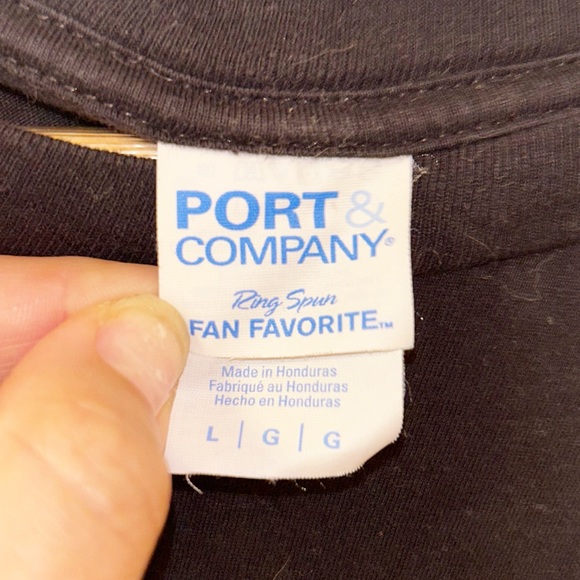 PORT &
COMPANY®
Ring Spun
FAN FAVORITE™
Made in Honduras
Fabriqué au Honduras
Hecho en Honduras
L | G | G